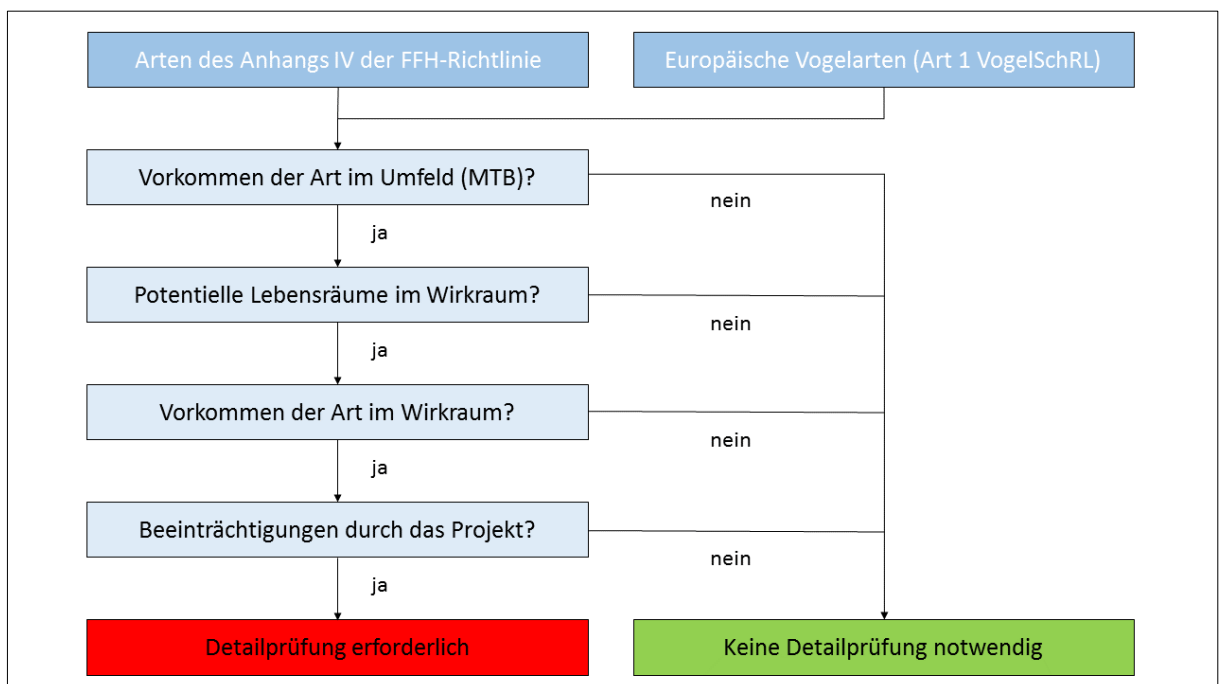 Arten des Anhangs IV der FFH-Richtlinie
Europäische Vogelarten (Art 1 VogelSchRL)
Vorkommen der Art im Umfeld (MTB)?
nein
ja
Potentielle Lebensräume im Wirkraum?
nein
ja
Vorkommen der Art im Wirkraum?
nein
ja
Beeinträchtigungen durch das Projekt?
nein
ja
Detailprüfung erforderlich
Keine Detailprüfung notwendig